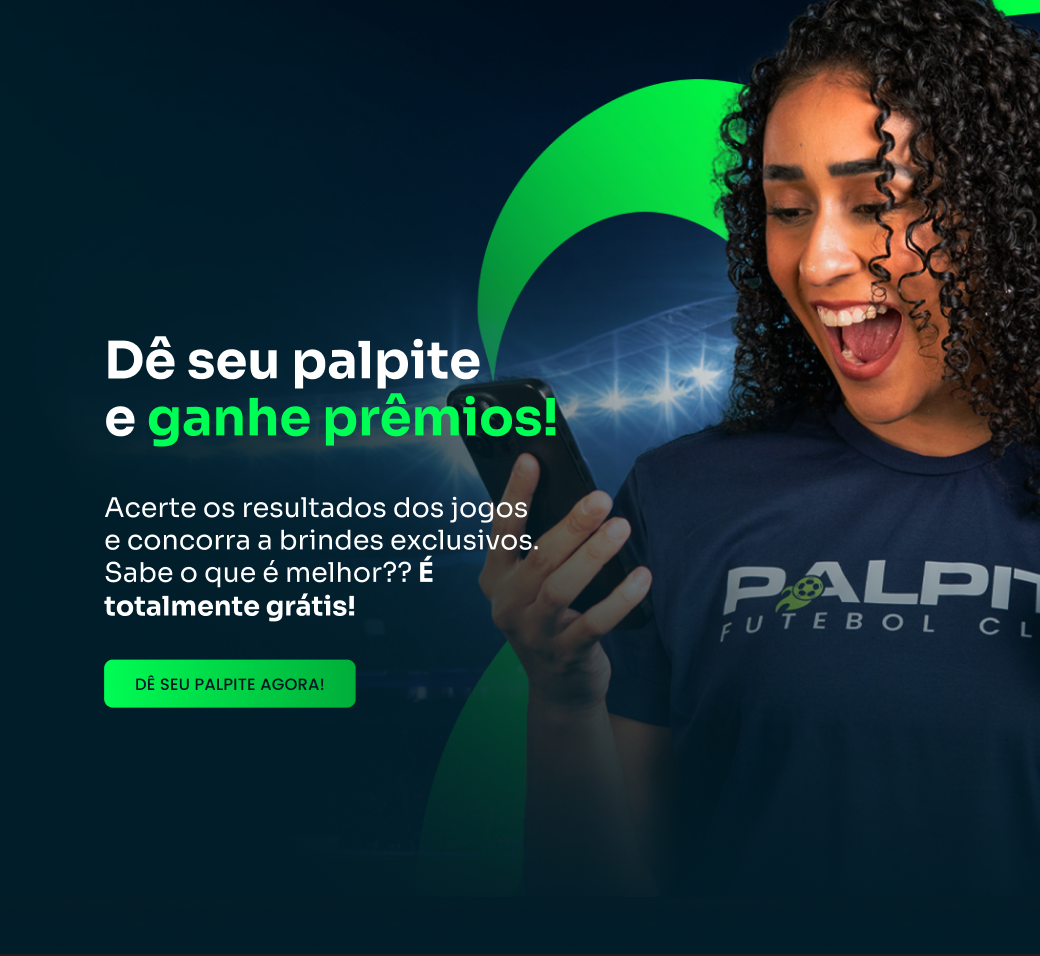 Dê seu palpite
e ganhe prêmios!
Acerte os resultados dos jogos
e concorra a brindes exclusivos.
Sabe o que é melhor?? É
totalmente grátis!
DÊ SEU PALPITE AGORA!
PALPIT
FUTEBOL CL